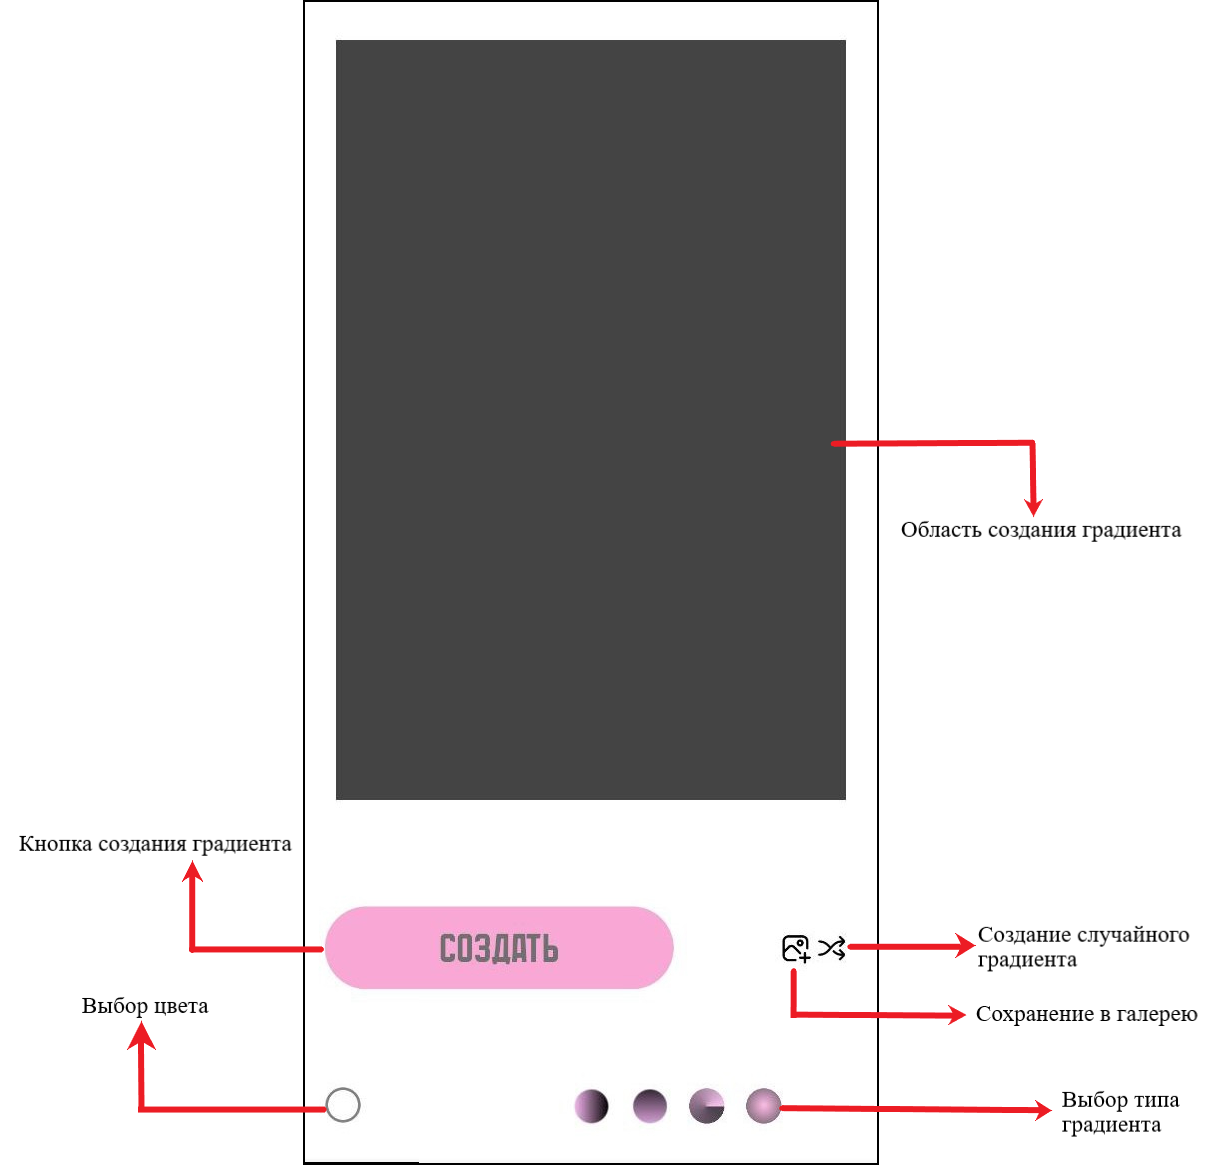 Область создания градиента
Кнопка создания градиента
СОЗДАТЬ
Создание случайного
градиента
Выбор цвета
Сохранение в галерею
Выбор типа
градиента